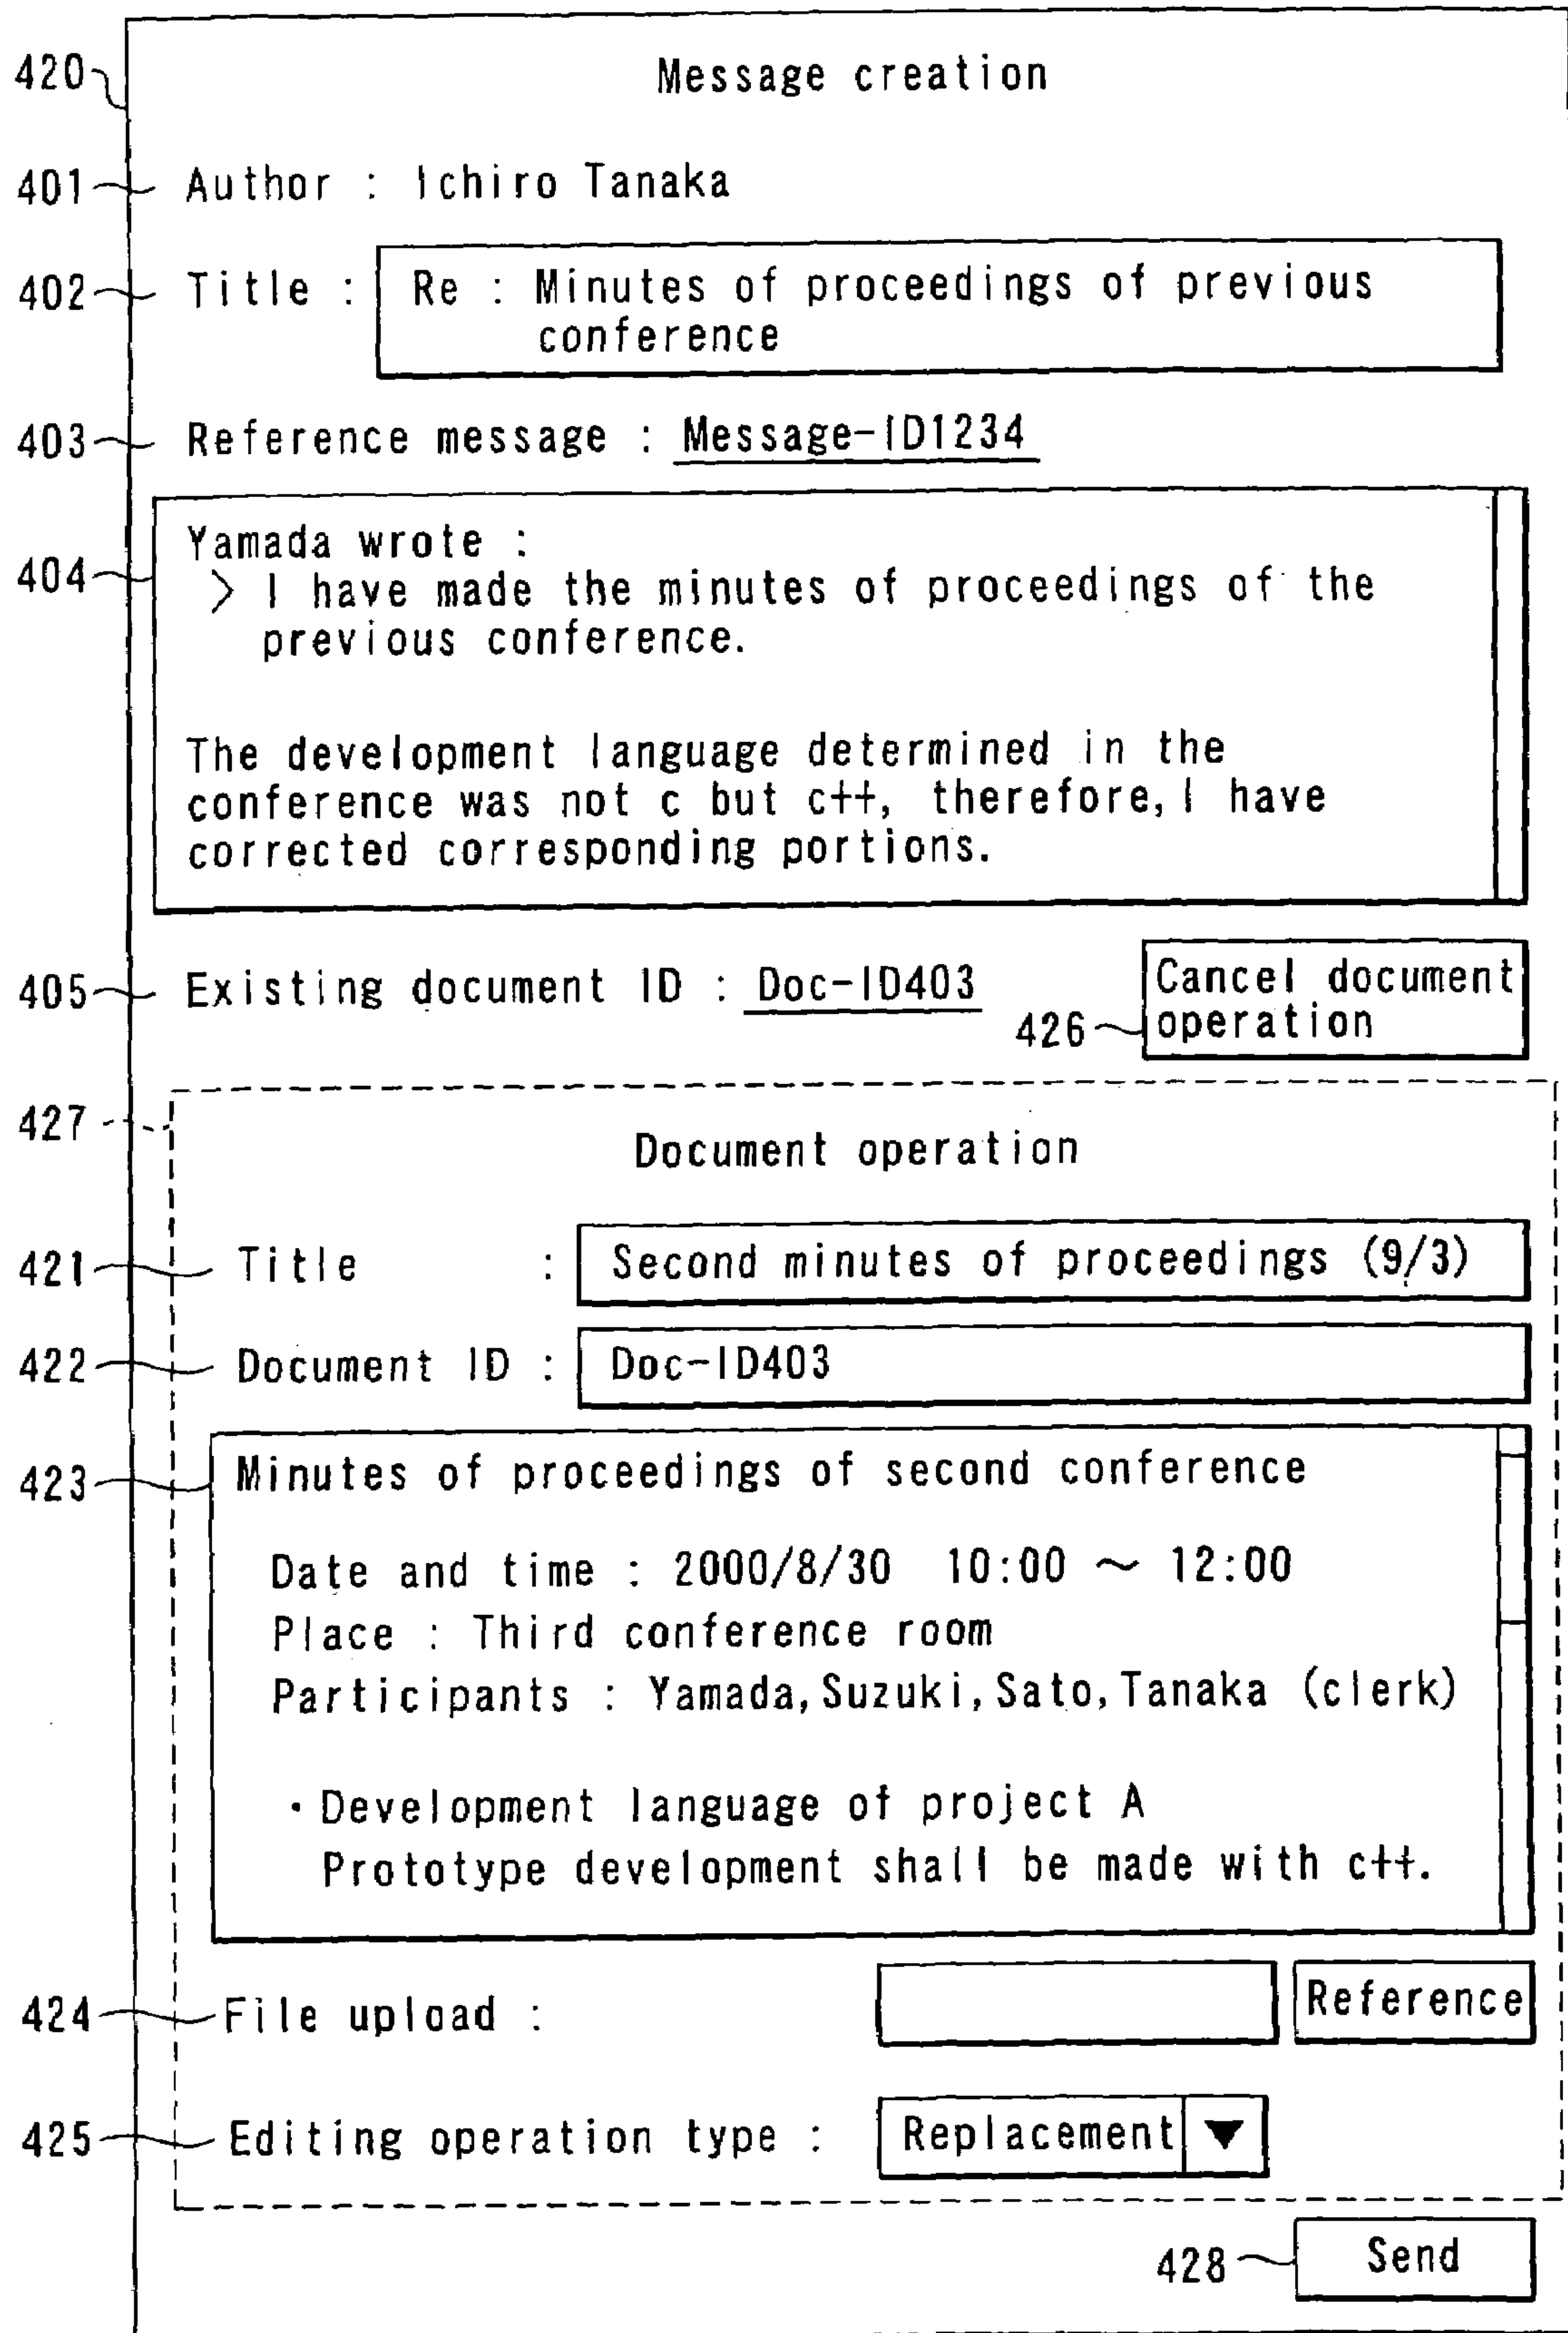 420
Message creation
401 Author : Ichiro Tanaka
402 Title : Re : Minutes of proceedings of previous
conference
403 Reference message : Message-ID1234
Yamada wrote :
404 > I have made the minutes of proceedings of the
previous conference.
The development language determined in the
conference was not c but c++, therefore, I have
corrected corresponding portions.
405 Existing document ID : Doc-ID403
Cancel document
426 operation
427
Document operation
421 Title : Second minutes of proceedings (9/3)
422 Document ID : Doc-ID403
423 Minutes of proceedings of second conference
Date and time : 2000/8/30 10:00 ~ 12:00
Place : Third conference room
Participants : Yamada, Suzuki, Sato, Tanaka (clerk)
· Development language of project A
Prototype development shall be made with c++.
424 File upload : Reference
425 Editing operation type : Replacement ▼
428 Send